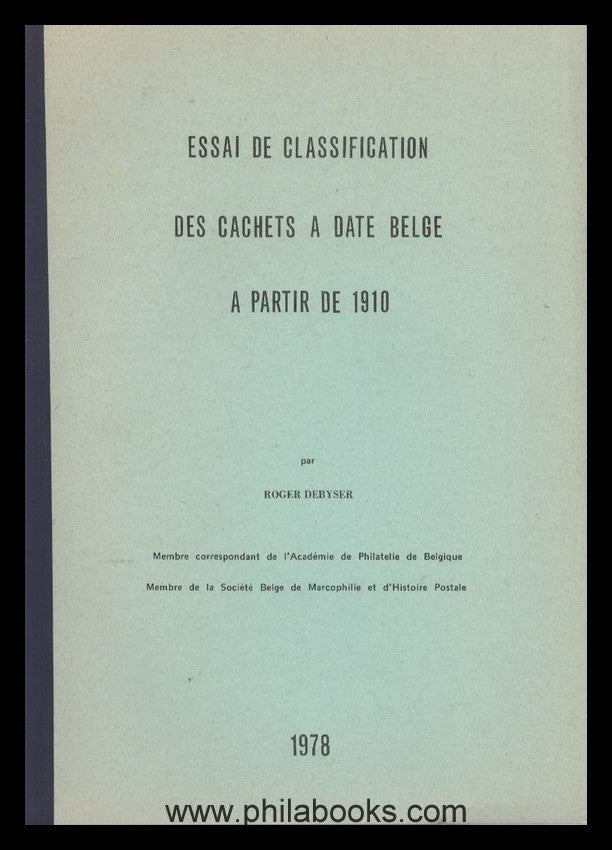 ESSAI DE CLASSIFICATION
DES CACHETS A DATE BELGE
A PARTIR DE 1910
par
ROGER DEBYSER
Membre correspondant de l'Académie de Philatelie de Belgique
Membre de la Société Belge de Marcophilie et d'Histoire Postale
1978
www.philabooks.com